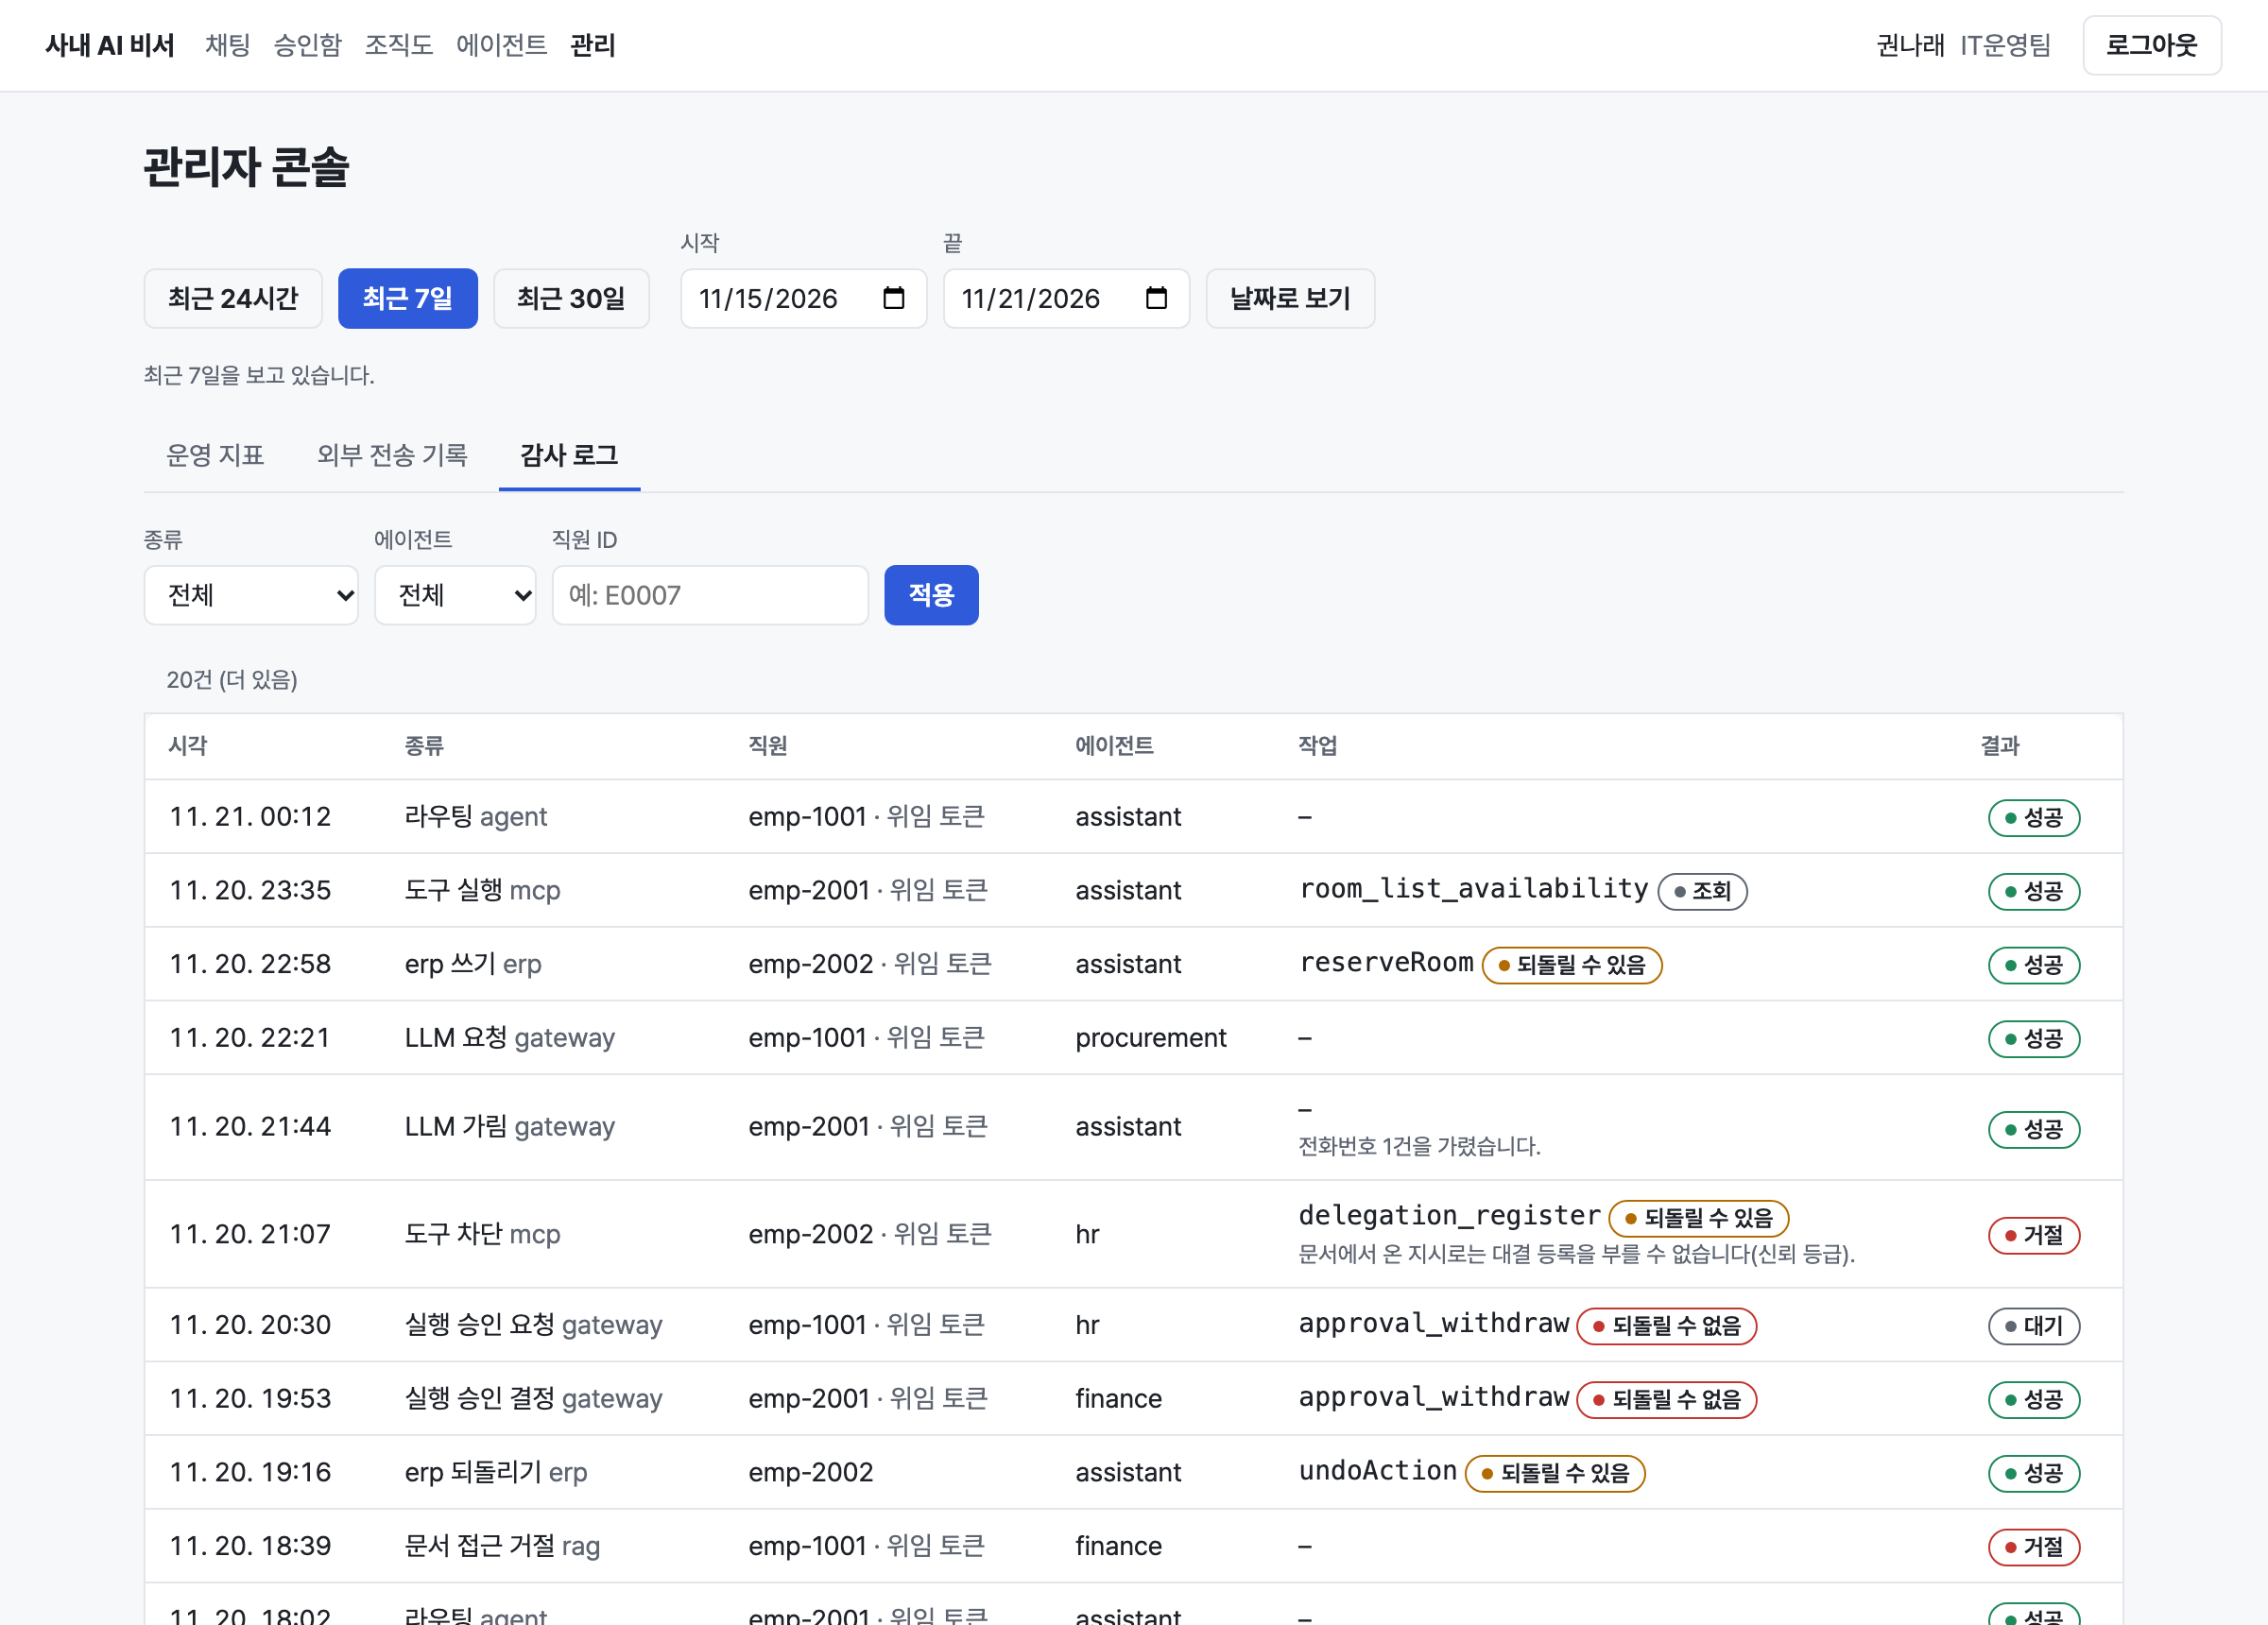 사내 AI 비서 채팅 승인함 조직도 에이전트 관리 권나래 IT운영팀 로그아웃
관리자 콘솔
시작 끝
최근 24시간 최근 7일 최근 30일 11/15/2026 11/21/2026 날짜로 보기
최근 7일을 보고 있습니다.
운영 지표 외부 전송 기록 감사 로그
종류 에이전트 직원 ID
전체 전체 예: E0007 적용
20건 (더 있음)
시각 종류 직원 에이전트 작업 결과
11. 21. 00:12 라우팅 agent emp-1001 · 위임 토큰 assistant – 성공
11. 20. 23:35 도구 실행 mcp emp-2001 · 위임 토큰 assistant room_list_availability 조회 성공
11. 20. 22:58 erp 쓰기 erp emp-2002 · 위임 토큰 assistant reserveRoom 되돌릴 수 있음 성공
11. 20. 22:21 LLM 요청 gateway emp-1001 · 위임 토큰 procurement – 성공
11. 20. 21:44 LLM 가림 gateway emp-2001 · 위임 토큰 assistant – 성공
전화번호 1건을 가렸습니다.
11. 20. 21:07 도구 차단 mcp emp-2002 · 위임 토큰 hr delegation_register 되돌릴 수 있음 거절
문서에서 온 지시로는 대결 등록을 부를 수 없습니다(신뢰 등급).
11. 20. 20:30 실행 승인 요청 gateway emp-1001 · 위임 토큰 hr approval_withdraw 되돌릴 수 없음 대기
11. 20. 19:53 실행 승인 결정 gateway emp-2001 · 위임 토큰 finance approval_withdraw 되돌릴 수 없음 성공
11. 20. 19:16 erp 되돌리기 erp emp-2002 assistant undoAction 되돌릴 수 있음 성공
11. 20. 18:39 문서 접근 거절 rag emp-1001 · 위임 토큰 finance – 거절
11. 20. 18:02 라우팅 agent emp-2001 · 위임 토큰 assistant – 성공